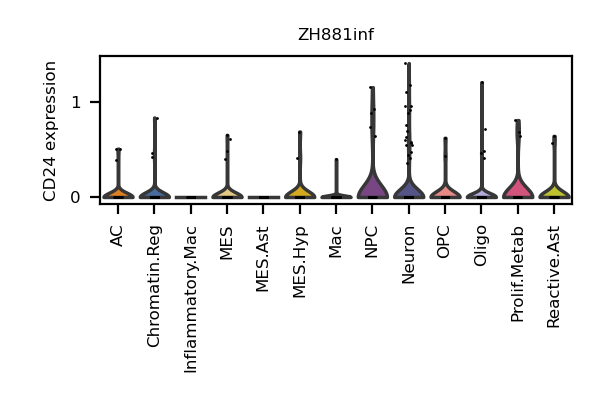 ZH881inf
CD24 expression
1
0
AC
Chromatin.Reg
Inflammatory.Mac
MES
MES.Ast
MES.Hyp
Mac
NPC
Neuron
OPC
Oligo
Prolif.Metab
Reactive.Ast